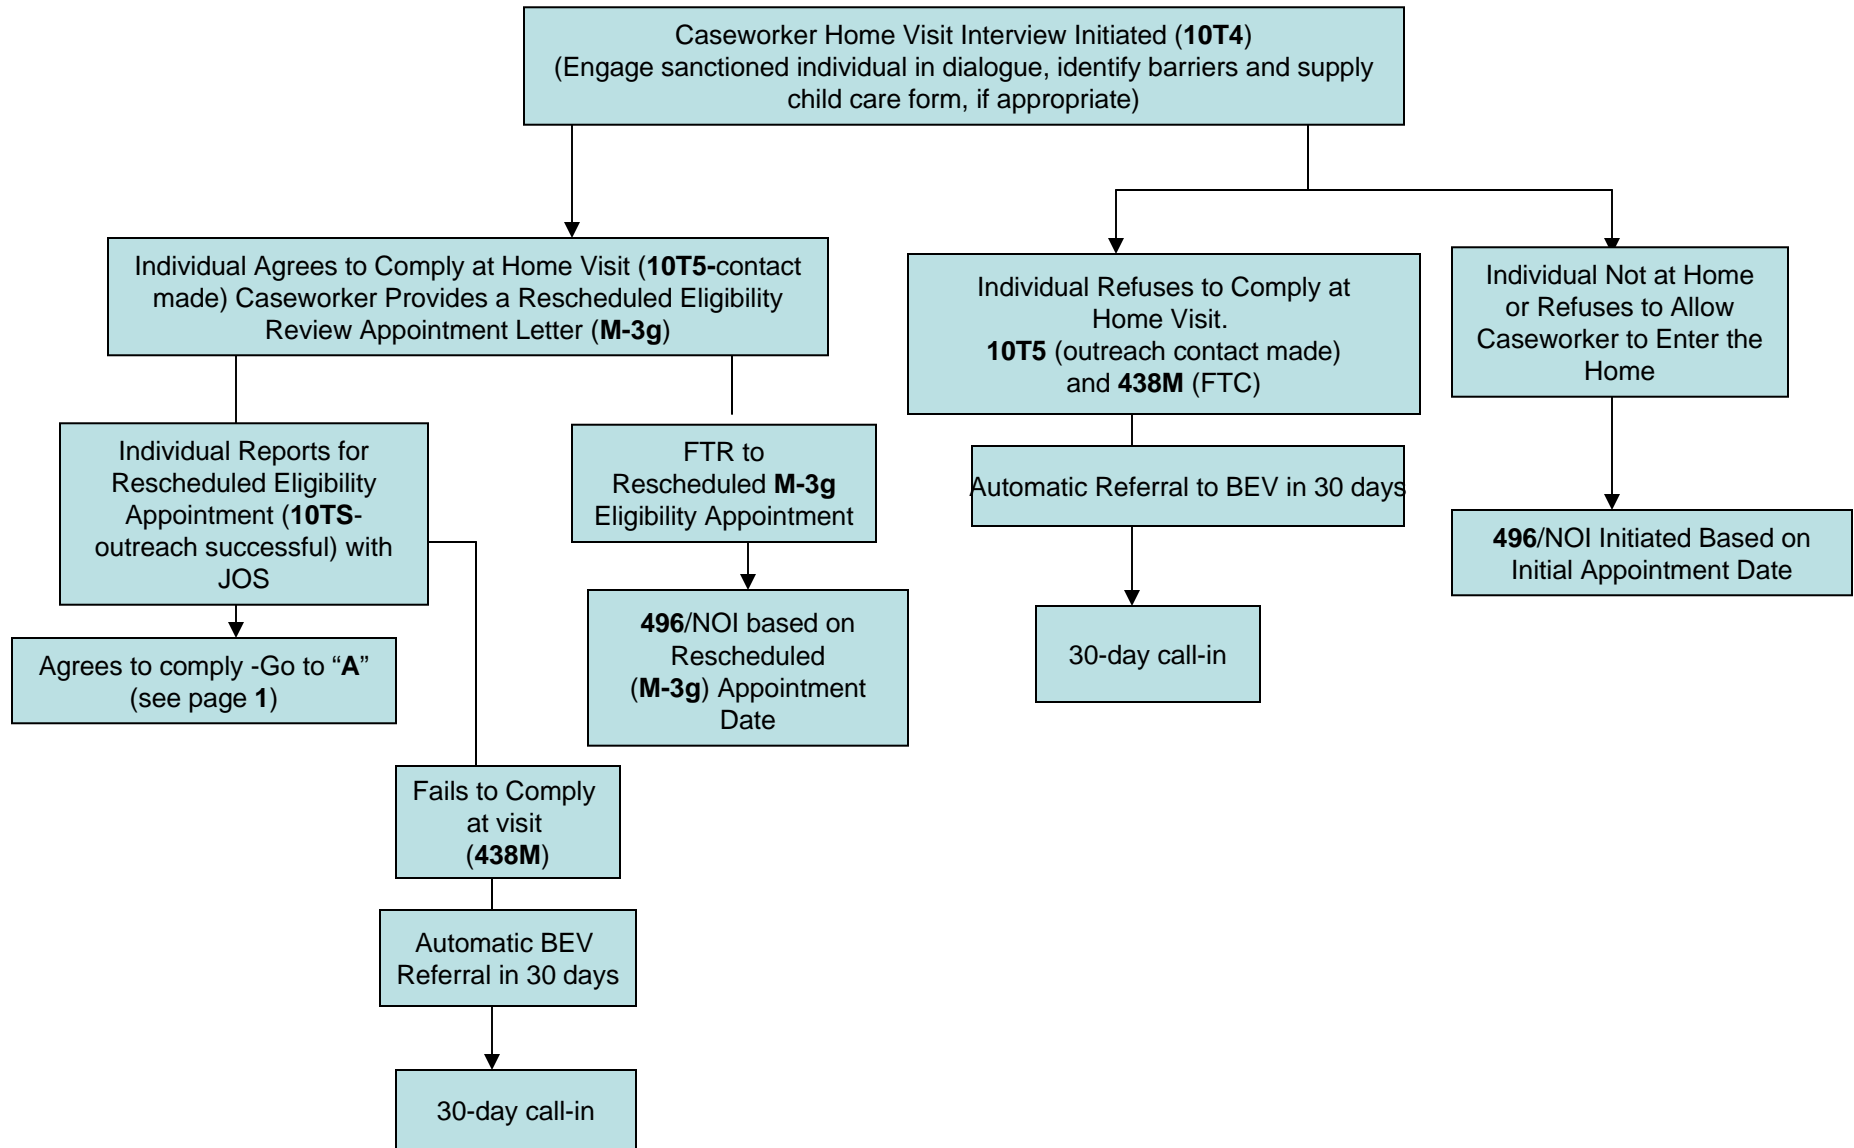 Caseworker Home Visit Interview Initiated (10T4)
(Engage sanctioned individual in dialogue, identify barriers and supply
child care form, if appropriate)
Individual Agrees to Comply at Home Visit (10T5-contact
made) Caseworker Provides a Rescheduled Eligibility
Review Appointment Letter (M-3g)
Individual Refuses to Comply at
Home Visit.
10T5 (outreach contact made)
and 438M (FTC)
Individual Not at Home
or Refuses to Allow
Caseworker to Enter the
Home
Individual Reports for
Rescheduled Eligibility
Appointment (10TS-
outreach successful) with
JOS
FTR to
Rescheduled M-3g
Eligibility Appointment
Automatic Referral to BEV in 30 days
496/NOI Initiated Based on
Initial Appointment Date
Agrees to comply -Go to “A”
(see page 1)
496/NOI based on
Rescheduled
(M-3g) Appointment
Date
30-day call-in
Fails to Comply
at visit
(438M)
Automatic BEV
Referral in 30 days
30-day call-in